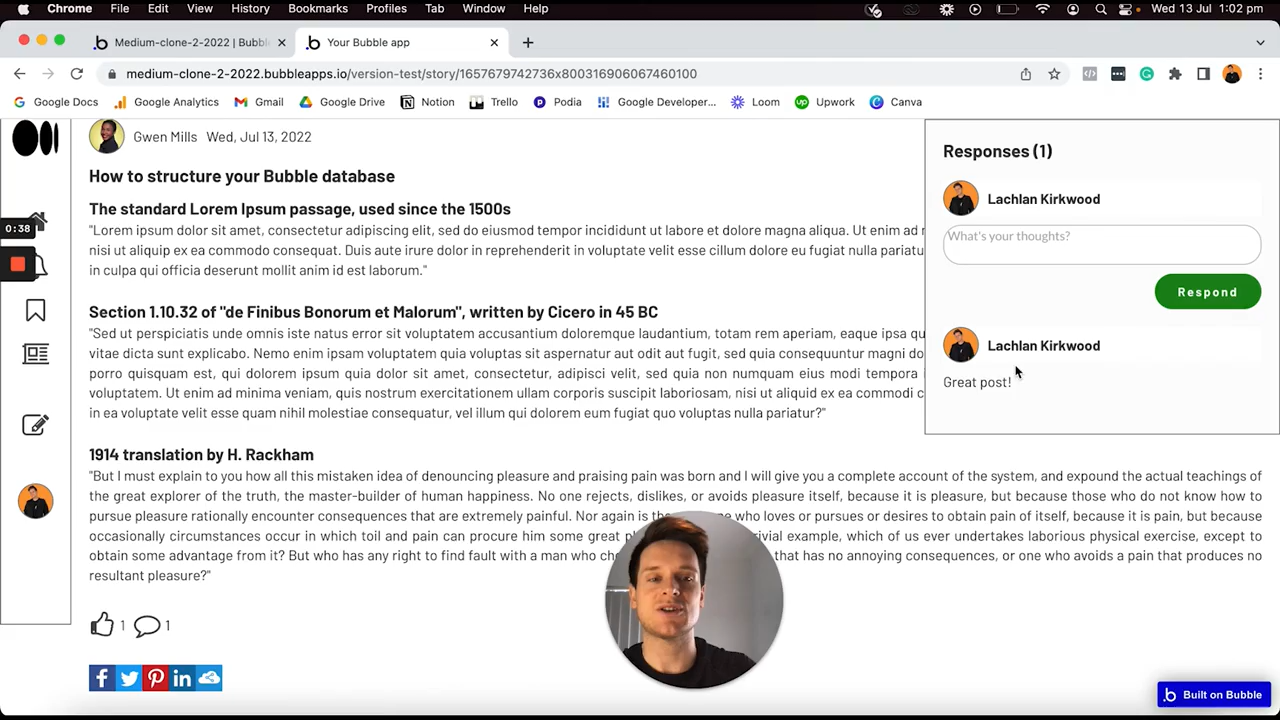 Chrome File Edit View History Bookmarks Profiles Tab Window Help Wed 13 Jul 1:02 pm
Medium-clone-2-2022 | Bubbl
Your Bubble app
medium-clone-2-2022.bubbleapps.io/version-test/story/1657679742736x800316906067460100
Google Docs Google Analytics Gmail Google Drive Notion Trello Podia Google Developer... Loom Upwork Canva
Gwen Mills Wed, Jul 13, 2022
How to structure your Bubble database
The standard Lorem Ipsum passage, used since the 1500s
"Lorem ipsum dolor sit amet, consectetur adipiscing elit, sed do eiusmod tempor incididunt ut labore et dolore magna aliqua. Ut enim ad
nisi ut aliquip ex ea commodo consequat. Duis aute irure dolor in reprehenderit in voluptate velit esse cillum dolore eu fugiat nulla pariatu
in culpa qui officia deserunt mollit anim id est laborum."
Section 1.10.32 of "de Finibus Bonorum et Malorum", written by Cicero in 45 BC
"Sed ut perspiciatis unde omnis iste natus error sit voluptatem accusantium doloremque laudantium, totam rem aperiam, eaque ipsa qu
vitae dicta sunt explicabo. Nemo enim ipsam voluptatem quia voluptas sit aspernatur aut odit aut fugit, sed quia consequuntur magni do
porro quisquam est, qui dolorem ipsum quia dolor sit amet, consectetur, adipisci velit, sed quia non numquam eius modi tempora i
voluptatem. Ut enim ad minima veniam, quis nostrum exercitationem ullam corporis suscipit laboriosam, nisi ut aliquid ex ea commodi c
ea voluptate velit esse quam nihil molestiae consequatur, vel illum qui dolorem eum fugiat quo voluptas nulla pariatur?"
1914 translation by H. Rackham
"But I must explain to you how all this mistaken idea of denouncing pleasure and praising pain was born and I will give you a complete account of the system, and expound the actual teachings of
the great explorer of the truth, the master-builder of human happiness. No one rejects, dislikes, or avoids pleasure itself, because it is pleasure, but because those who do not know how to
pursue pleasure rationally encounter consequences that are extremely painful. Nor again is the who loves or pursues or desires to obtain pain of itself, because it is pain, but because
occasionally circumstances occur in which toil and pain can procure him some great example, which of us ever undertakes laborious physical exercise, except to
obtain some advantage from it? But who has any right to find fault with a man who that has no annoying consequences, or one who avoids a pain that produces no
resultant pleasure?"
1 1
0:38
Responses (1)
Lachlan Kirkwood
What's your thoughts?
Respond
Lachlan Kirkwood
Great post!
Built on Bubble